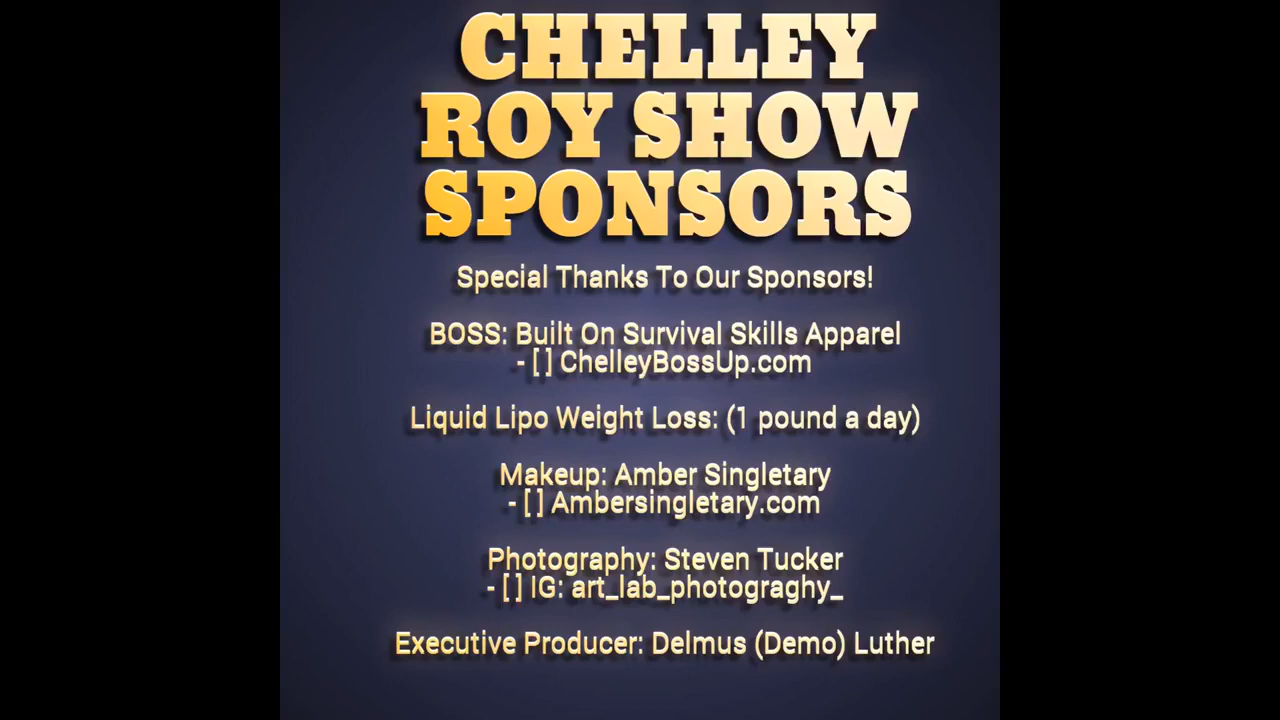 CHELLEY
ROY SHOW
SPONSORS
Special Thanks To Our Sponsors!
BOSS: Built On Survival Skills Apparel
- [ ] ChelleyBossUp.com
Liquid Lipo Weight Loss: (1 pound a day)
Makeup: Amber Singletary
- [ ] Ambersingletary.com
Photography: Steven Tucker
- [ ] IG: art_lab_photograghy_
Executive Producer: Delmus (Demo) Luther